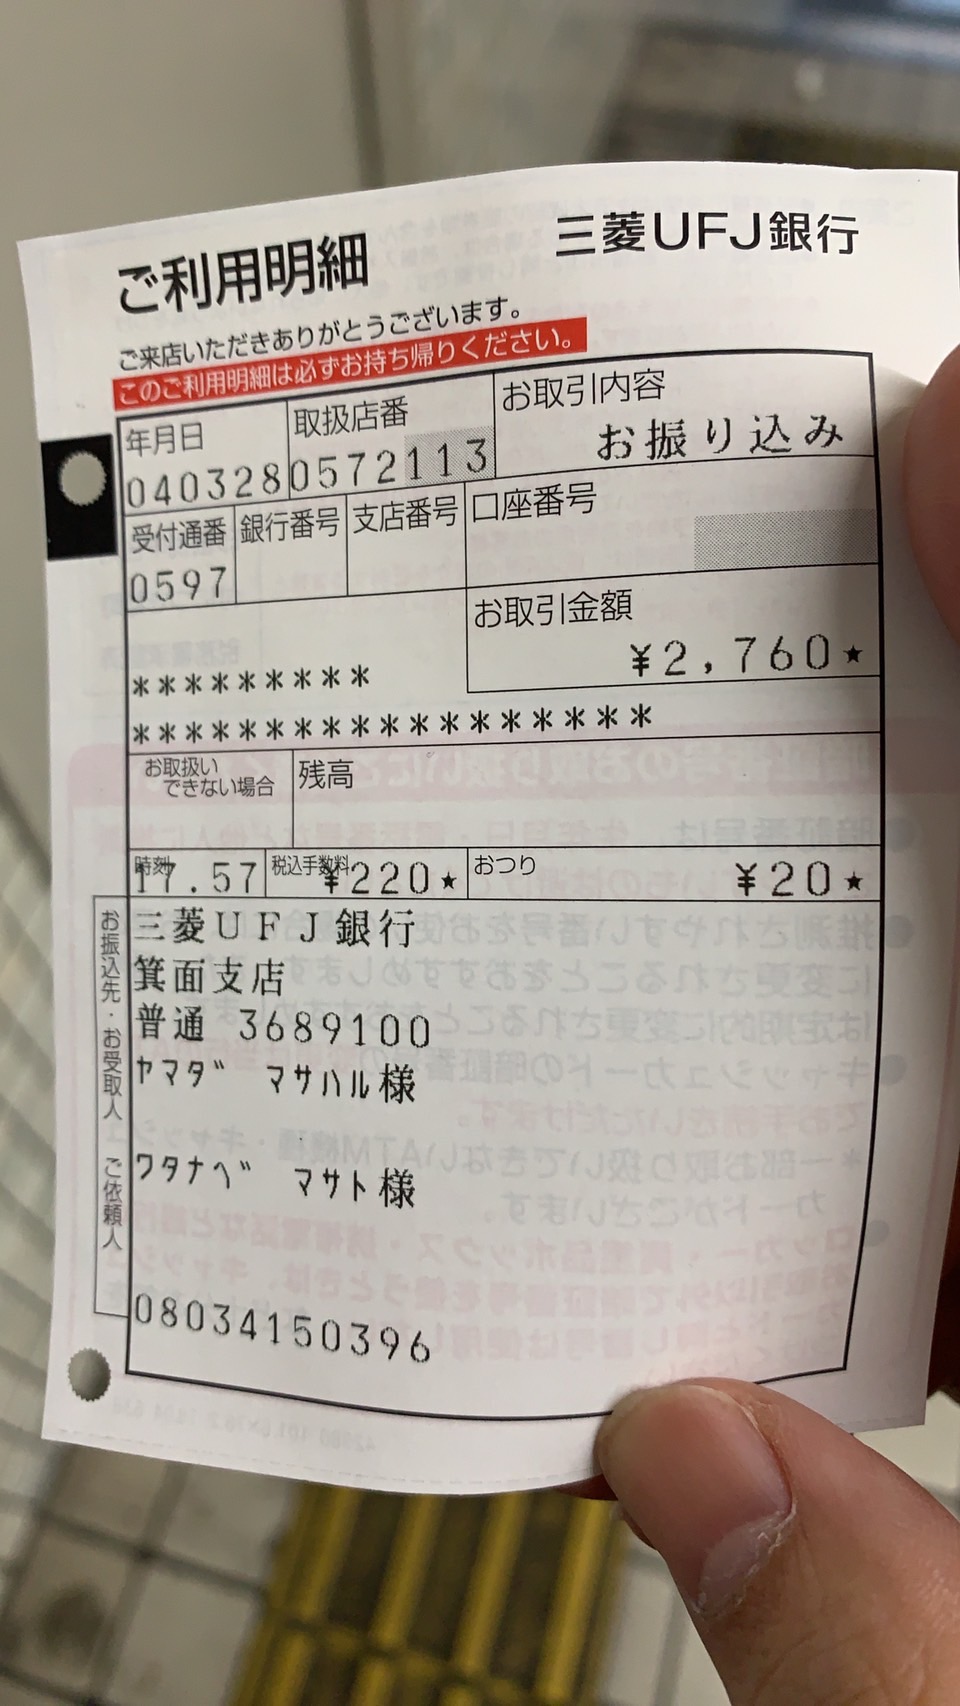 三菱UFJ銀行
ご利用明細
ご来店いただきありがとうございます。
このご利用明細は必ずお持ち帰りください。
年月日 取扱店番 お取引内容
040328 0572113 お振り込み
受付通番 銀行番号 支店番号 口座番号
0597
お取引金額
¥2,760★
*********
*****************
お取扱いできない場合 残高
時刻 税込手数料 おつり
17.57 ¥220★ ¥20★
お振込先・お受取人 ご依頼人
三菱UFJ銀行
箕面支店
普通 3689100
ヤマダ マサハル様
ワタナベ マサト様
08034150396